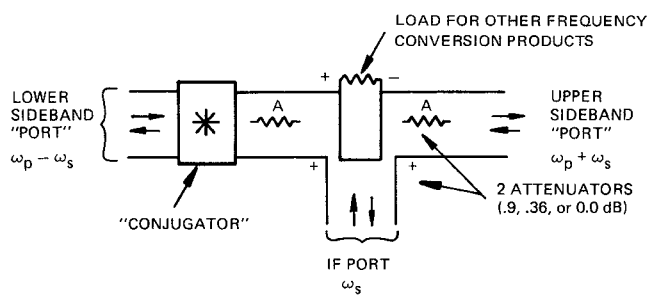 LOAD FOR OTHER FREQUENCY
CONVERSION PRODUCTS
+ −
LOWER
SIDEBAND
"PORT"
ωp − ωs
A
A
UPPER
SIDEBAND
"PORT"
ωp + ωs
+
+
2 ATTENUATORS
(.9, .36, or 0.0 dB)
"CONJUGATOR"
IF PORT
ωs